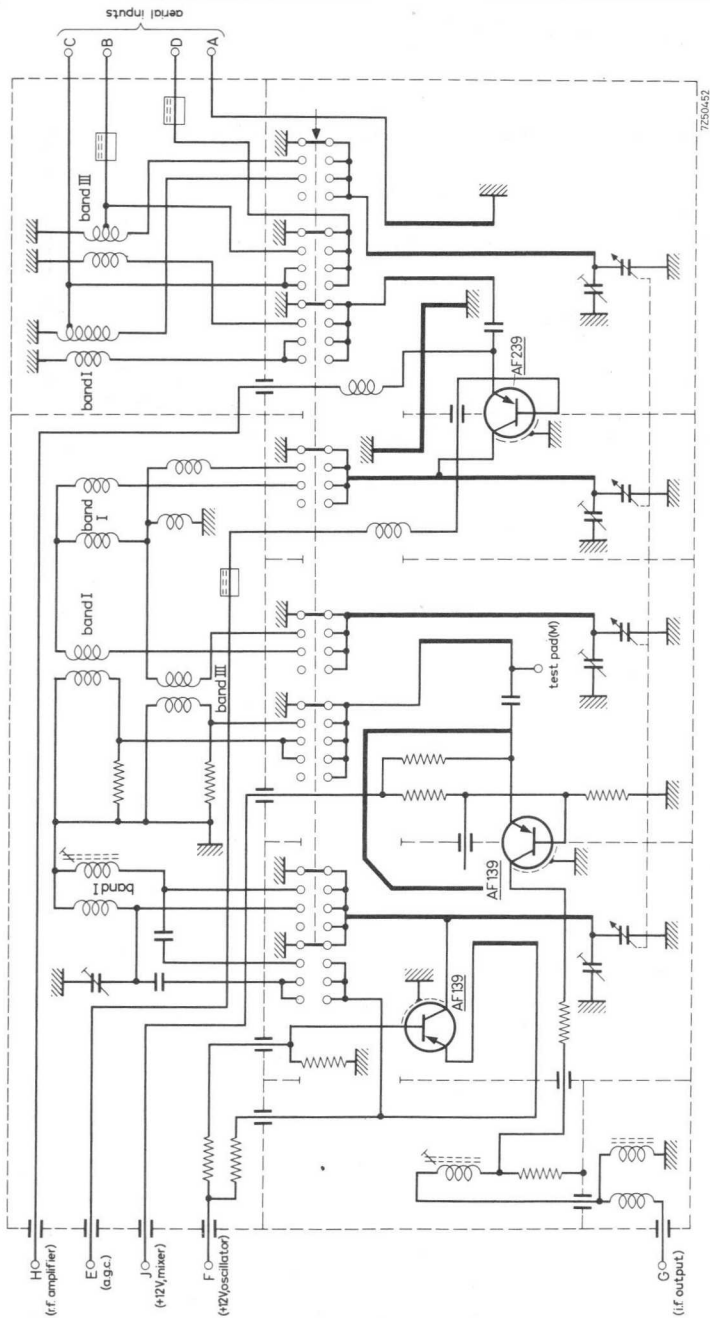 aerial inputs
C
B
D
A
band III
band I
band
I
band I
band III
band I
AF239
AF139
AF139
test pad(M)
H
(r.f. amplifier)
E
(a.g.c.)
J
(+12V,mixer)
F
(+12V,oscillator)
G
(i.f. output)
7Z50452